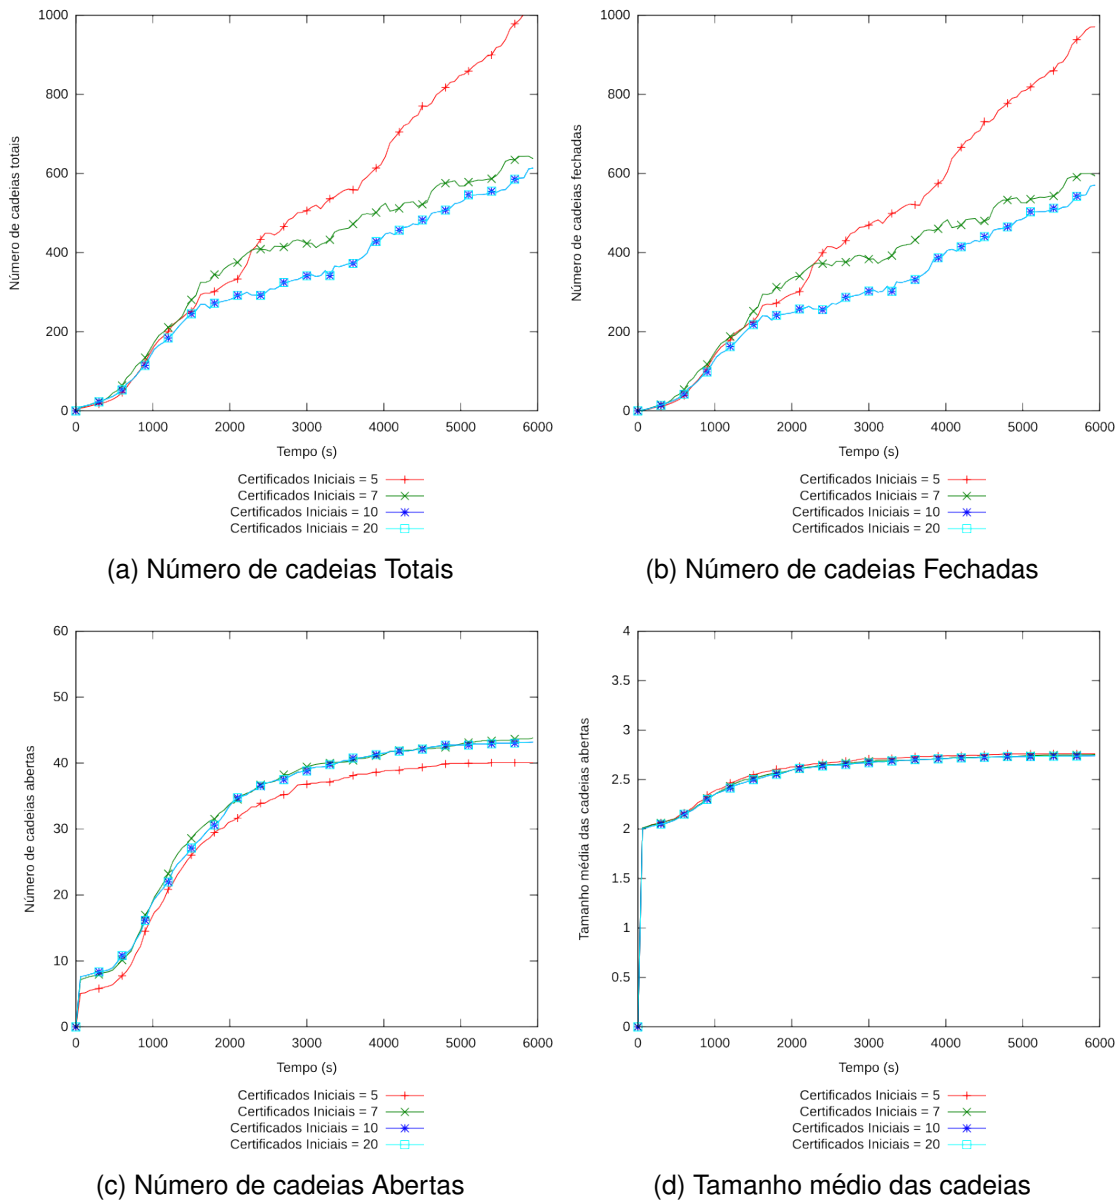 1000
800
600
400
200
0
Número de cadeias totais
0 1000 2000 3000 4000 5000 6000
Tempo (s)
Certificados Iniciais = 5
Certificados Iniciais = 7
Certificados Iniciais = 10
Certificados Iniciais = 20
(a) Número de cadeias Totais
1000
800
600
400
200
0
Número de cadeias fechadas
0 1000 2000 3000 4000 5000 6000
Tempo (s)
Certificados Iniciais = 5
Certificados Iniciais = 7
Certificados Iniciais = 10
Certificados Iniciais = 20
(b) Número de cadeias Fechadas
60
50
40
30
20
10
0
Número de cadeias abertas
0 1000 2000 3000 4000 5000 6000
Tempo (s)
Certificados Iniciais = 5
Certificados Iniciais = 7
Certificados Iniciais = 10
Certificados Iniciais = 20
(c) Número de cadeias Abertas
4
3.5
3
2.5
2
1.5
1
0.5
0
Tamanho média das cadeias abertas
0 1000 2000 3000 4000 5000 6000
Tempo (s)
Certificados Iniciais = 5
Certificados Iniciais = 7
Certificados Iniciais = 10
Certificados Iniciais = 20
(d) Tamanho médio das cadeias